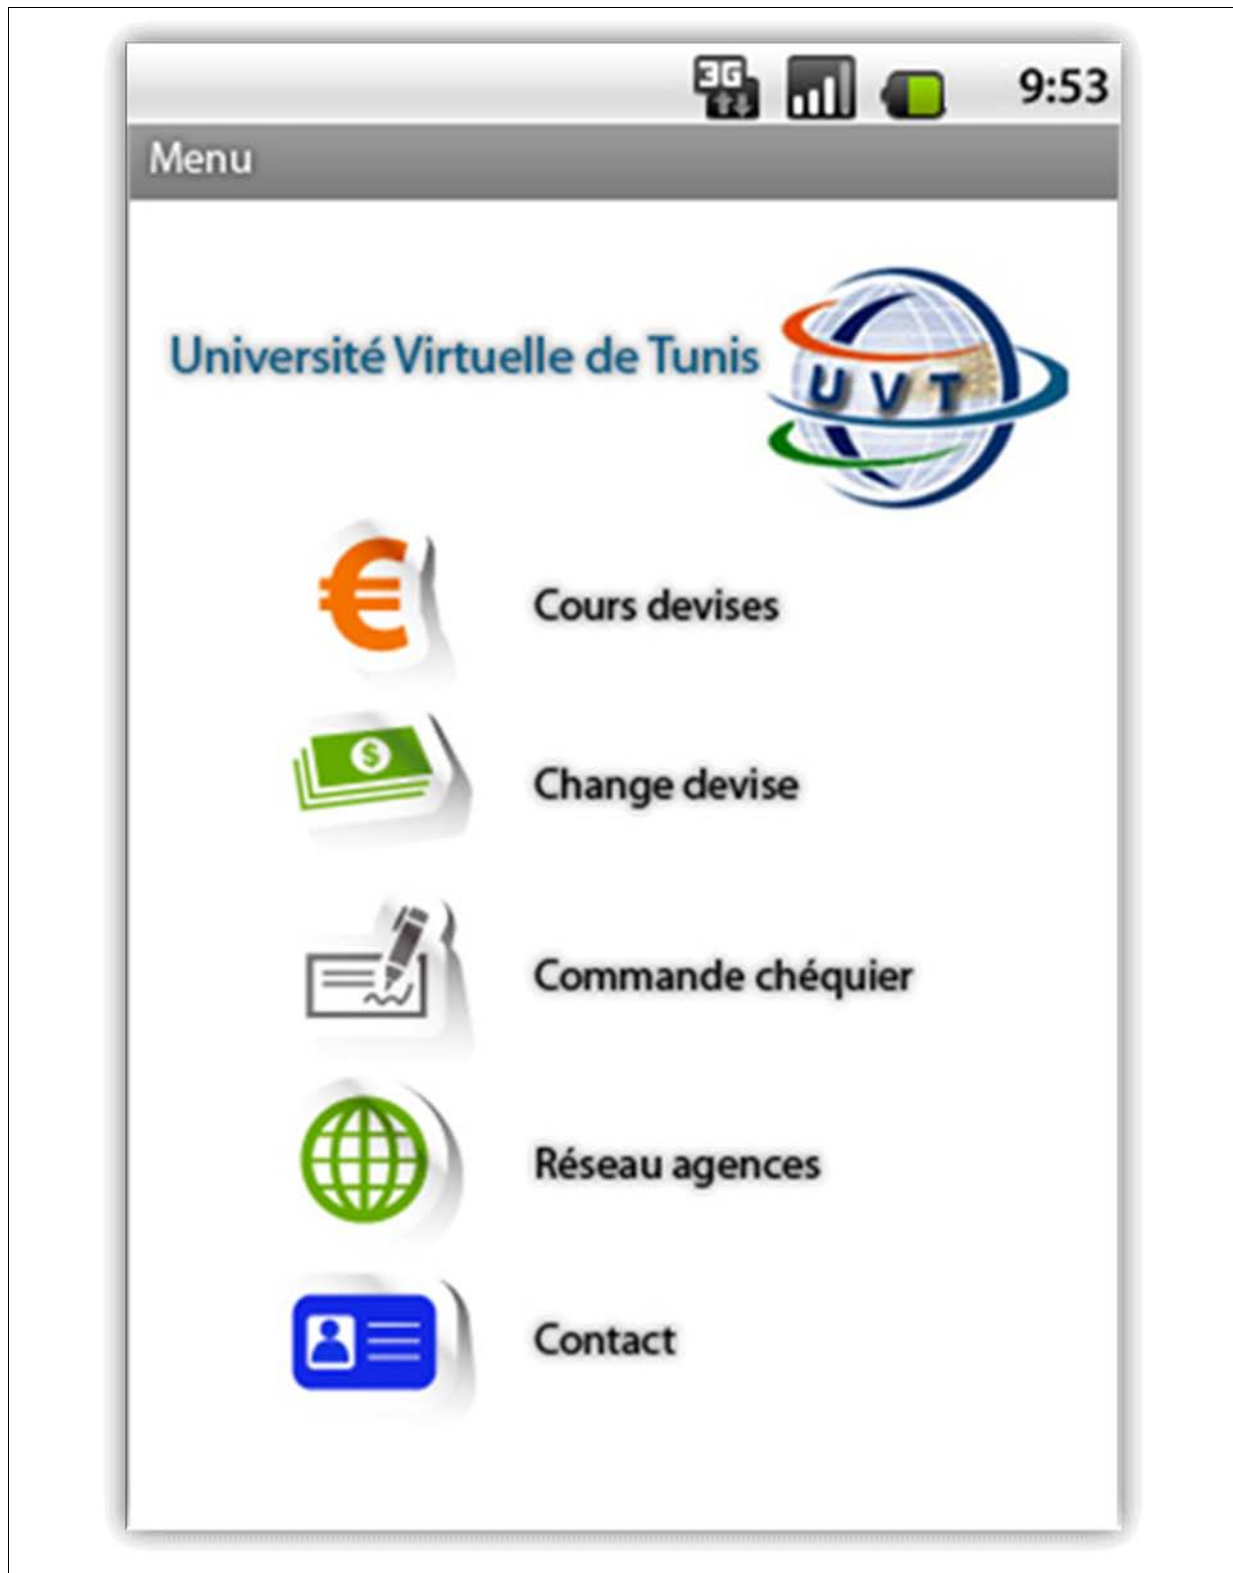 3G
9:53
Menu
Université Virtuelle de Tunis
UVT
€
Cours devises
$
Change devise
Commande chéquier
Réseau agences
Contact